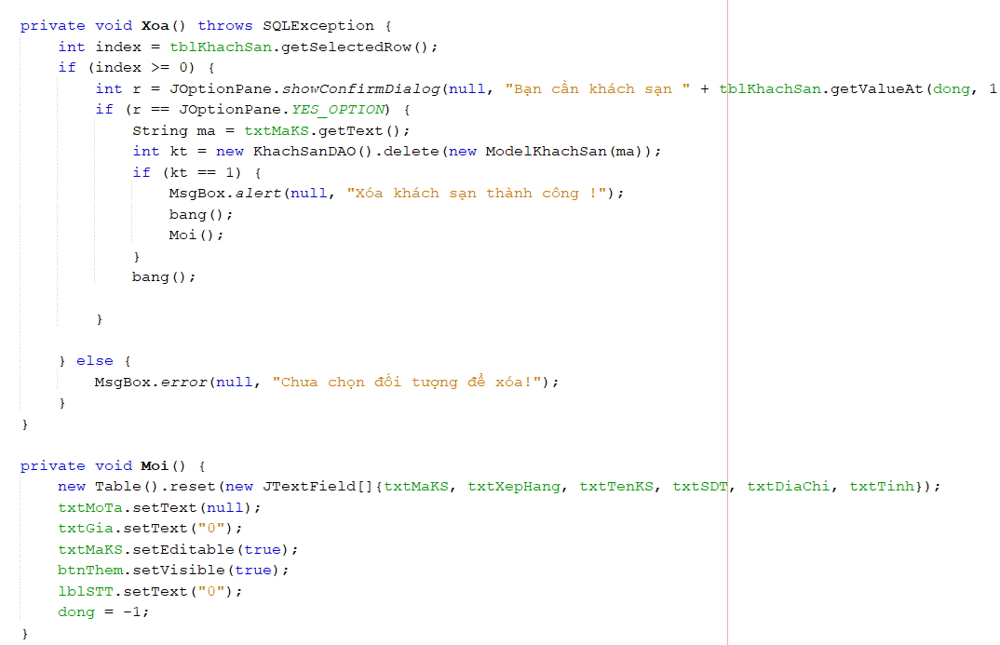 private void Xoa() throws SQLException {
    int index = tblKhachSan.getSelectedRow();
    if (index >= 0) {
        int r = JOptionPane.showConfirmDialog(null, "Bạn cần khách sạn " + tblKhachSan.getValueAt(dong, 1
        if (r == JOptionPane.YES_OPTION) {
            String ma = txtMaKS.getText();
            int kt = new KhachSanDAO().delete(new ModelKhachSan(ma));
            if (kt == 1) {
                MsgBox.alert(null, "Xóa khách sạn thành công !");
                bang();
                Moi();
            }
            bang();
        }
    } else {
        MsgBox.error(null, "Chưa chọn đối tượng để xóa!");
    }
}
private void Moi() {
    new Table().reset(new JTextField[]{txtMaKS, txtXepHang, txtTenKS, txtSDT, txtDiaChi, txtTinh});
    txtMoTa.setText(null);
    txtGia.setText("0");
    txtMaKS.setEditable(true);
    btnThem.setVisible(true);
    lblSTT.setText("0");
    dong = -1;
}